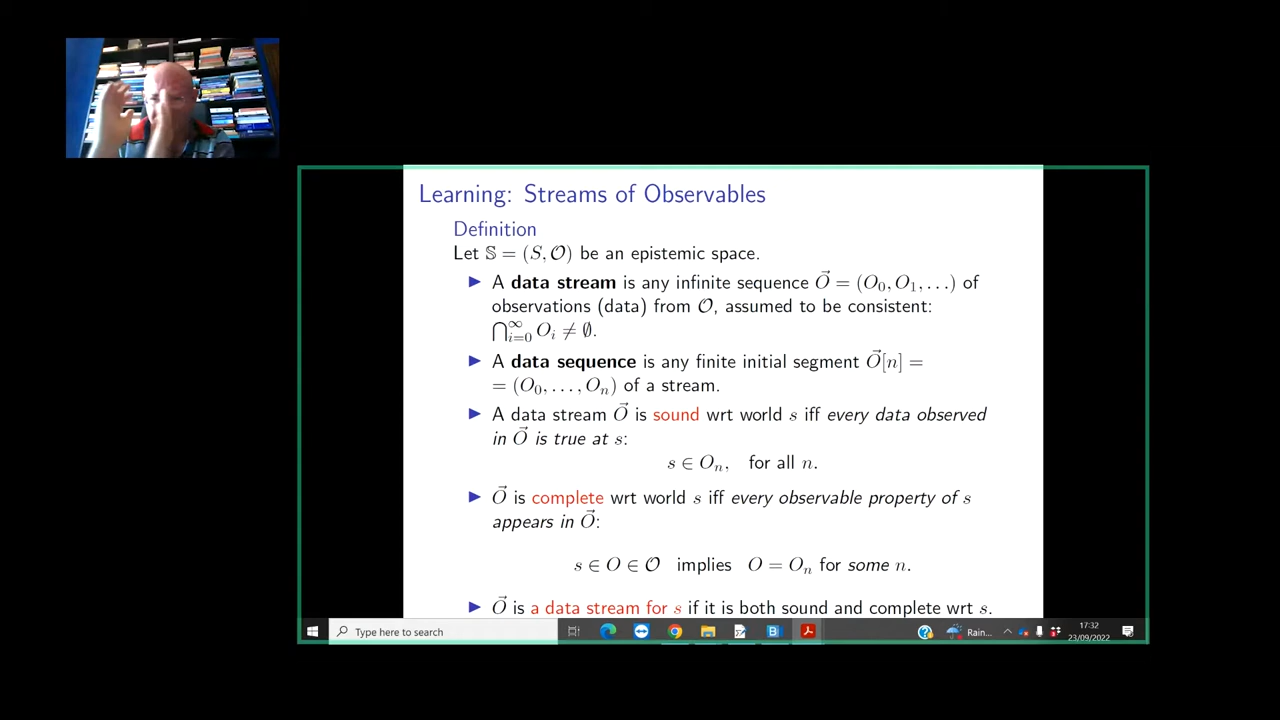 Learning: Streams of Observables
Definition
Let 𝕊 = (S, 𝒪) be an epistemic space.
▶ A data stream is any infinite sequence O⃗ = (O₀, O₁, . . .) of
observations (data) from 𝒪, assumed to be consistent:
⋂ᵢ₌₀^∞ Oᵢ ≠ ∅.
▶ A data sequence is any finite initial segment O⃗[n] =
= (O₀, . . . , Oₙ) of a stream.
▶ A data stream O⃗ is sound wrt world s iff every data observed
in O⃗ is true at s:
s ∈ Oₙ, for all n.
▶ O⃗ is complete wrt world s iff every observable property of s
appears in O⃗:
s ∈ O ∈ 𝒪 implies O = Oₙ for some n.
▶ O⃗ is a data stream for s if it is both sound and complete wrt s.
Type here to search
Rain...
17:32
23/09/2022